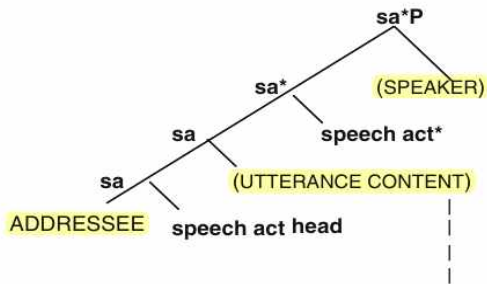 sa*P
sa*
(SPEAKER)
sa
speech act*
sa
(UTTERANCE CONTENT)
ADDRESSEE
speech act head